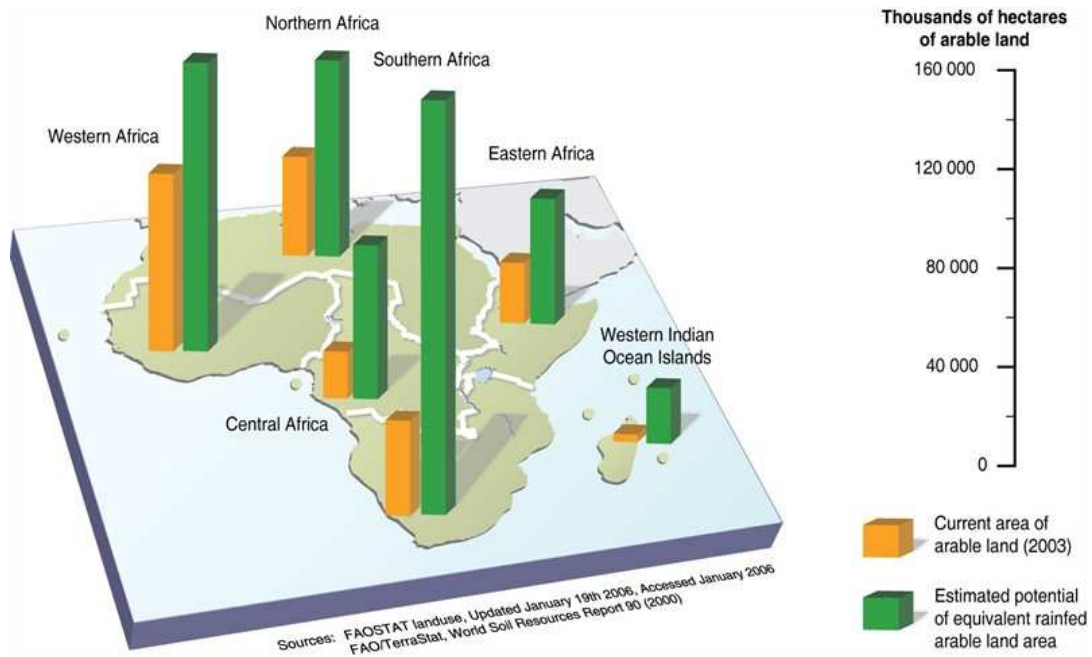 Northern Africa
Southern Africa
Western Africa
Eastern Africa
Western Indian
Ocean Islands
Central Africa
Sources: FAOSTAT landuse, Updated January 19th 2006, Accessed January 2006
FAO/TerraStat, World Soil Resources Report 90 (2000)
Thousands of hectares
of arable land
160 000
120 000
80 000
40 000
0
Current area of
arable land (2003)
Estimated potential
of equivalent rainfed
arable land area